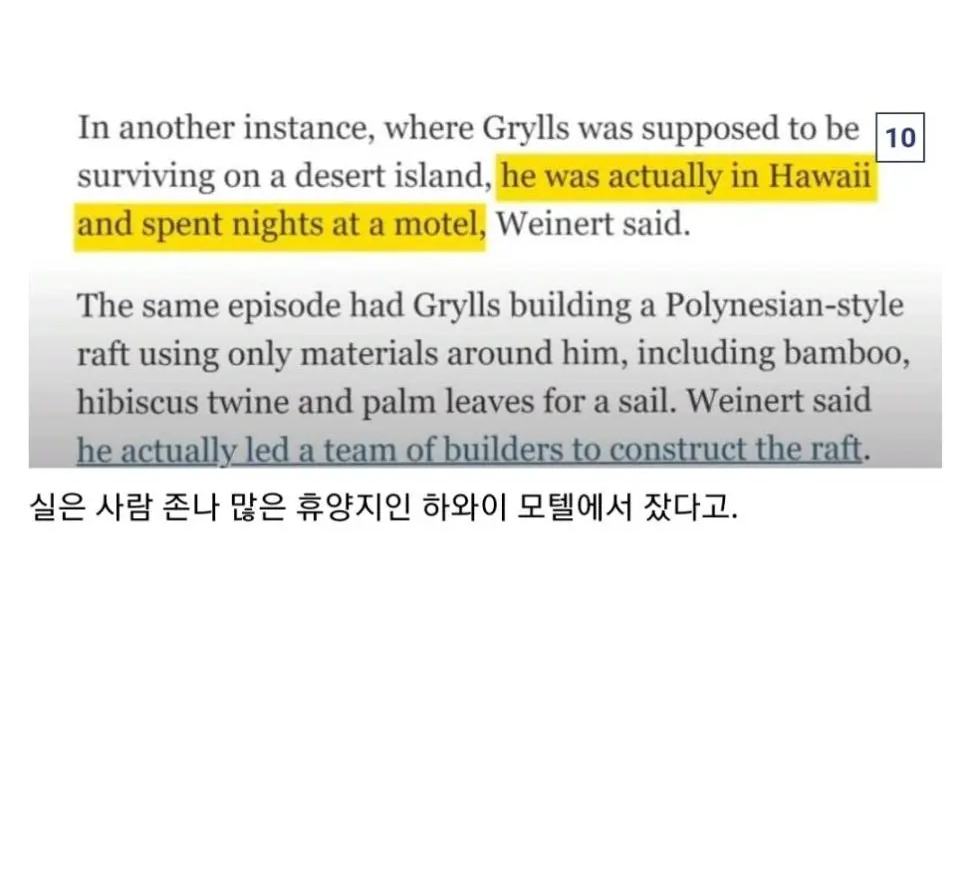 In another instance, where Grylls was supposed to be
10
surviving on a desert island, he was actually in Hawaii
and spent nights at a motel, Weinert said.
The same episode had Grylls building a Polynesian-style
raft using only materials around him, including bamboo,
hibiscus twine and palm leaves for a sail. Weinert said
he actually led a team of builders to construct the raft.
실은 사람 존나 많은 휴양지인 하와이 모텔에서 잤다고.